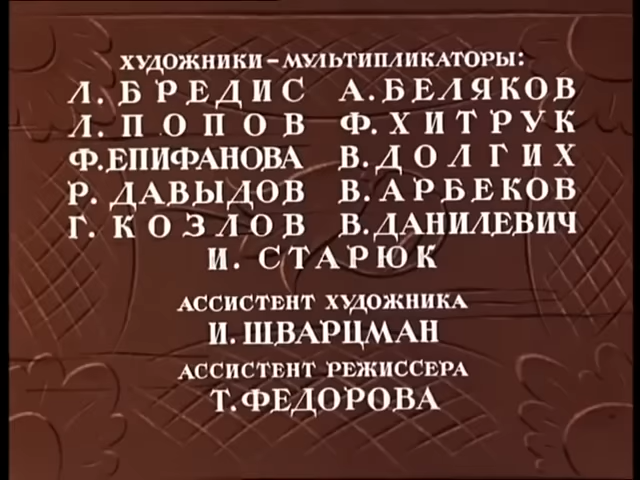 ХУДОЖНИКИ-МУЛЬТИПЛИКАТОРЫ:
Л. БРЕДИС А. БЕЛЯКОВ
Л. ПОПОВ Ф. ХИТРУК
Ф. ЕПИФАНОВА В. ДОЛГИХ
Р. ДАВЫДОВ В. АРБЕКОВ
Г. КОЗЛОВ В. ДАНИЛЕВИЧ
И. СТАРЮК
АССИСТЕНТ ХУДОЖНИКА
И. ШВАРЦМАН
АССИСТЕНТ РЕЖИССЕРА
Т. ФЕДОРОВА